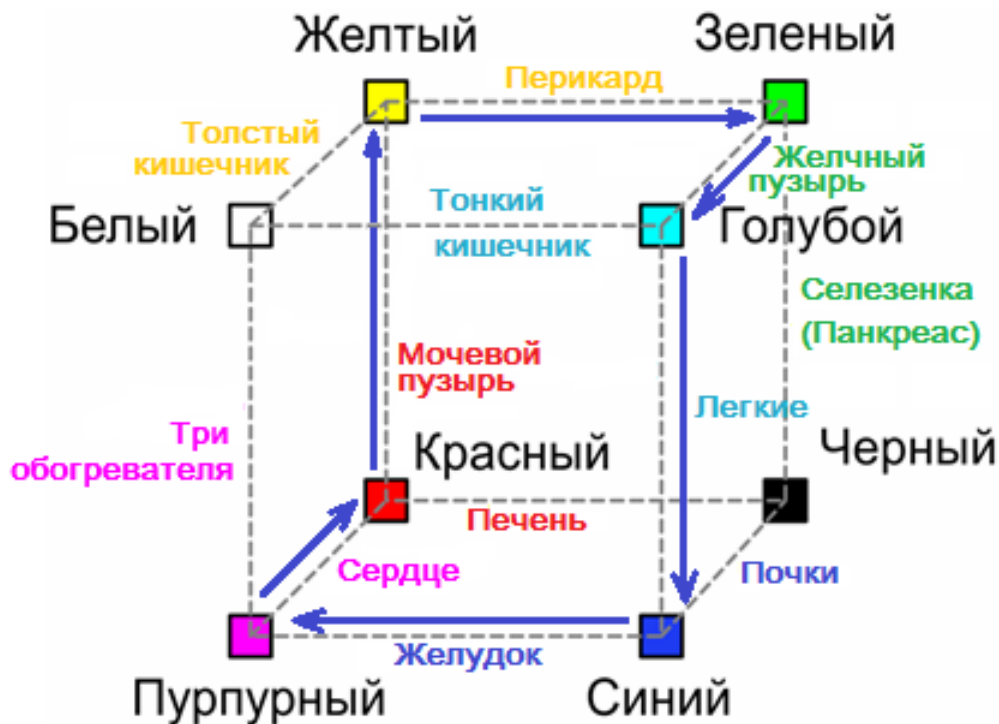 Желтый
Зеленый
Перикард
Толстый
кишечник
Желчный
пузырь
Белый
Тонкий
кишечник
Голубой
Селезенка
(Панкреас)
Мочевой
пузырь
Легкие
Три
обогревателя
Красный
Черный
Печень
Сердце
Почки
Желудок
Пурпурный
Синий